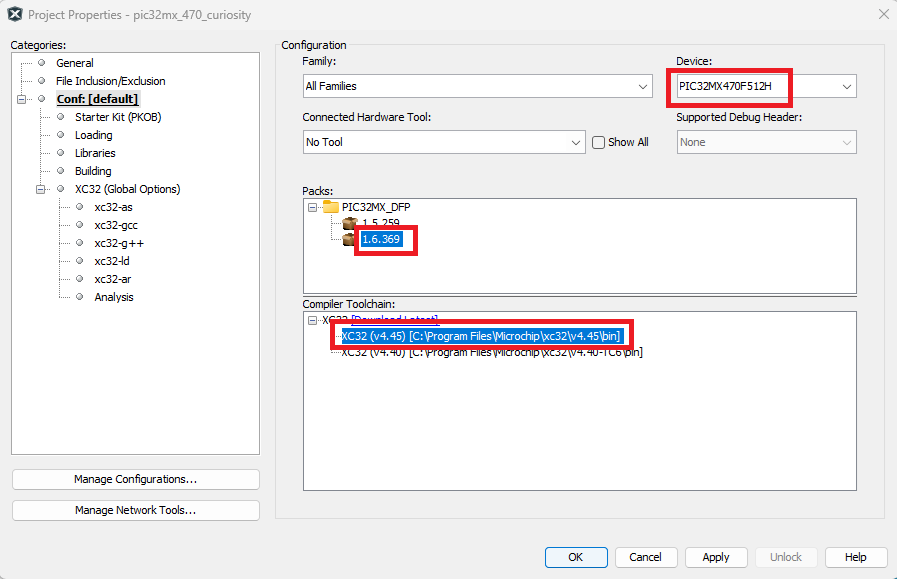 Project Properties - pic32mx_470_curiosity
Categories:
General
File Inclusion/Exclusion
Conf: [default]
Starter Kit (PKOB)
Loading
Libraries
Building
XC32 (Global Options)
xc32-as
xc32-gcc
xc32-g++
xc32-ld
xc32-ar
Analysis
Manage Configurations...
Manage Network Tools...
Configuration
Family:
Device:
All Families
PIC32MX470F512H
Connected Hardware Tool:
Supported Debug Header:
No Tool
Show All
None
Packs:
PIC32MX_DFP
1.5.259
1.6.369
Compiler Toolchain:
XC32 [Download Latest]
XC32 (v4.45) [C:\Program Files\Microchip\xc32\v4.45\bin]
XC32 (v4.40) [C:\Program Files\Microchip\xc32\v4.40-TC6\bin]
OK
Cancel
Apply
Unlock
Help